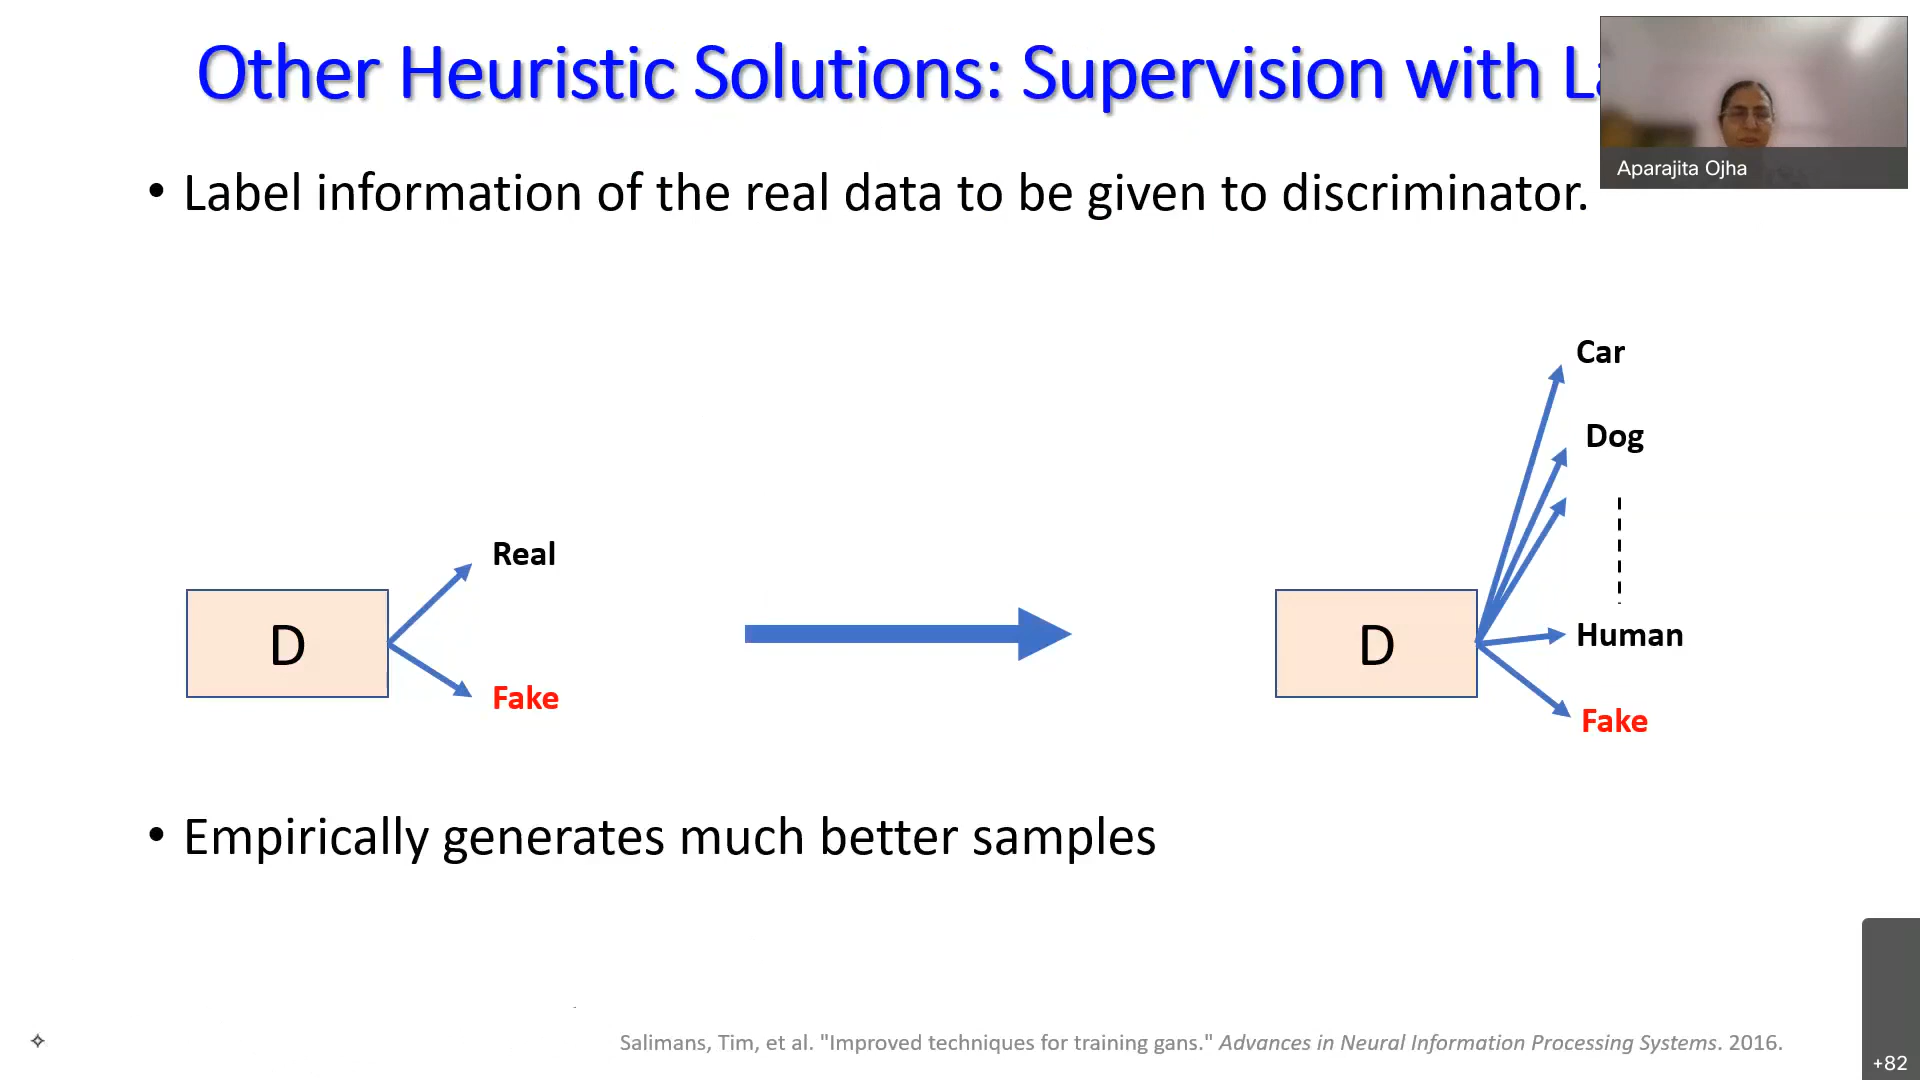 Other Heuristic Solutions: Supervision with
Aparajita Ojha
• Label information of the real data to be given to discriminator.
Car
Dog
Real
D
Fake
D
Human
Fake
• Empirically generates much better samples
Salimans, Tim, et al. "Improved techniques for training gans." Advances in Neural Information Processing Systems. 2016.
+82